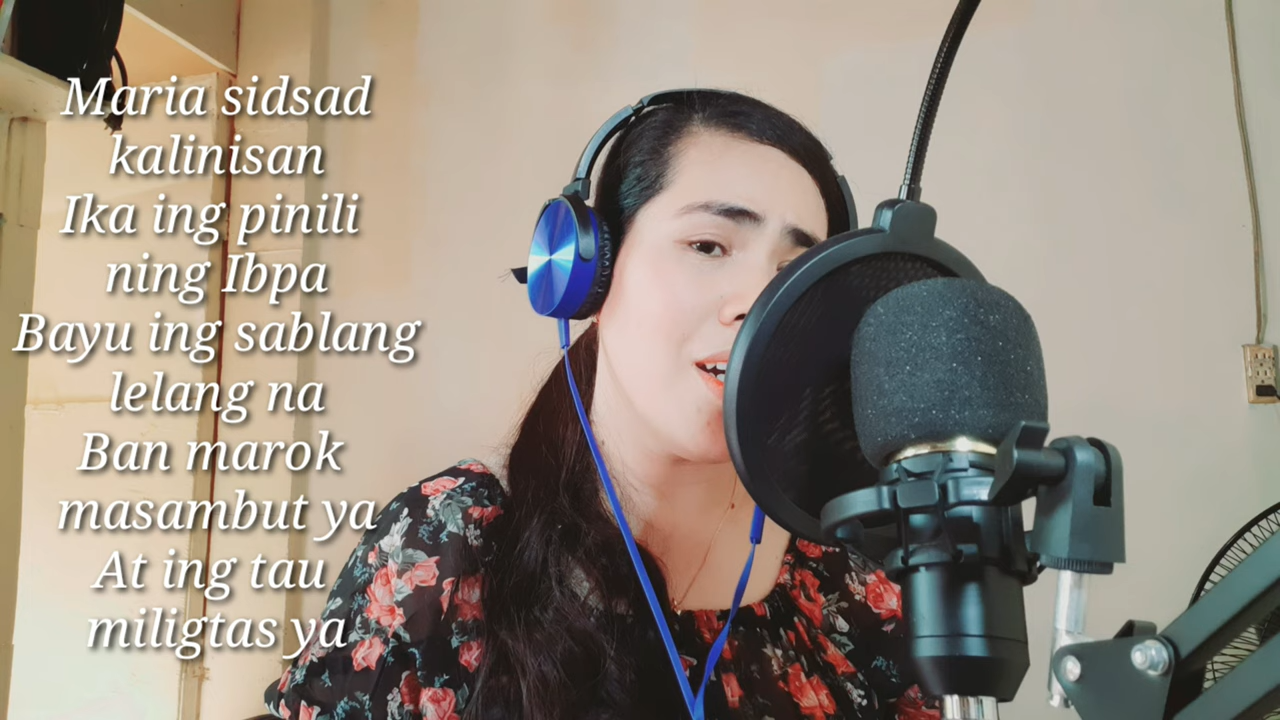 Maria sidsad
kalinisan
Ika ing pinili
ning Ibpa
Bayu ing sablang
lelang na
Ban marok
masambut ya
At ing tau
miligtas ya